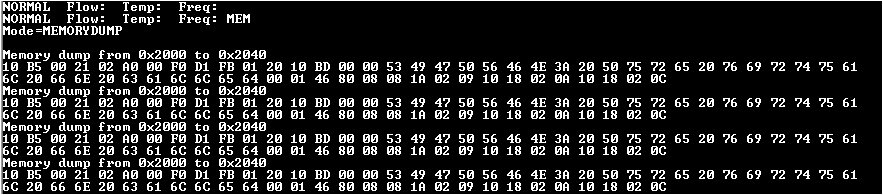 NORMAL  Flow:  Temp:  Freq:
NORMAL  Flow:  Temp:  Freq: MEM
Mode=MEMORYDUMP
Memory dump from 0x2000 to 0x2040
10 B5 00 21 02 A0 00 F0 D1 FB 01 20 10 BD 00 00 53 49 47 50 56 46 4E 3A 20 50 75 72 65 20 76 69 72 74 75 61
6C 20 66 6E 20 63 61 6C 6C 65 64 00 01 46 80 08 08 1A 02 09 10 18 02 0A 10 18 02 0C
Memory dump from 0x2000 to 0x2040
10 B5 00 21 02 A0 00 F0 D1 FB 01 20 10 BD 00 00 53 49 47 50 56 46 4E 3A 20 50 75 72 65 20 76 69 72 74 75 61
6C 20 66 6E 20 63 61 6C 6C 65 64 00 01 46 80 08 08 1A 02 09 10 18 02 0A 10 18 02 0C
Memory dump from 0x2000 to 0x2040
10 B5 00 21 02 A0 00 F0 D1 FB 01 20 10 BD 00 00 53 49 47 50 56 46 4E 3A 20 50 75 72 65 20 76 69 72 74 75 61
6C 20 66 6E 20 63 61 6C 6C 65 64 00 01 46 80 08 08 1A 02 09 10 18 02 0A 10 18 02 0C
Memory dump from 0x2000 to 0x2040
10 B5 00 21 02 A0 00 F0 D1 FB 01 20 10 BD 00 00 53 49 47 50 56 46 4E 3A 20 50 75 72 65 20 76 69 72 74 75 61
6C 20 66 6E 20 63 61 6C 6C 65 64 00 01 46 80 08 08 1A 02 09 10 18 02 0A 10 18 02 0C